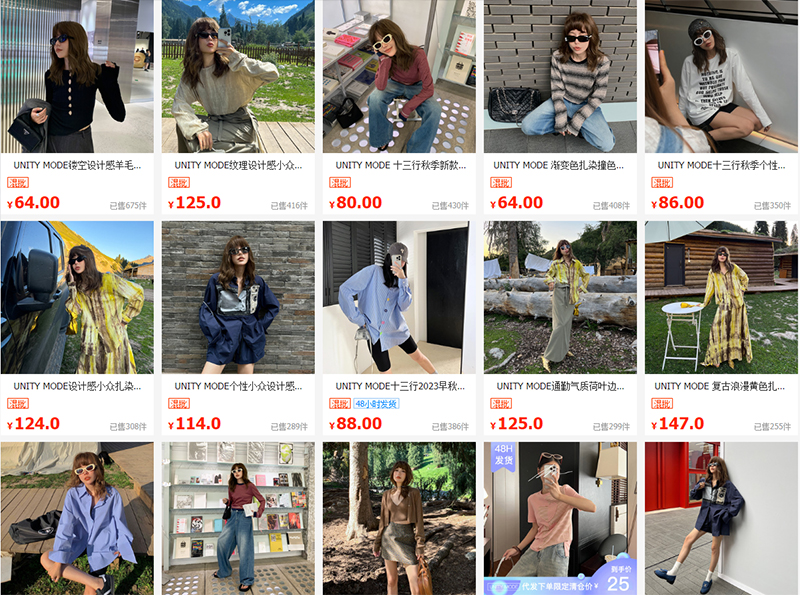 UNITY MODE镂空设计感羊毛...
混批
¥64.00
已售675件
UNITY MODE纹理设计感小众...
混批
¥125.0
已售416件
UNITY MODE 十三行秋季新款...
混批
¥80.00
已售430件
UNITY MODE 渐变色扎染撞色...
混批
¥64.00
已售408件
UNITY MODE十三行秋季个性...
混批
¥86.00
已售350件
UNITY MODE设计感小众扎染...
混批
¥124.0
已售308件
UNITY MODE个性小众设计感...
混批
¥114.0
已售289件
UNITY MODE十三行2023早秋...
混批 48小时发货
¥88.00
已售386件
UNITY MODE通勤气质荷叶边...
混批
¥125.0
已售299件
UNITY MODE 复古浪漫黄色扎...
混批
¥147.0
已售255件
48H
发货
到手价
代发下单限定清仓价¥
25